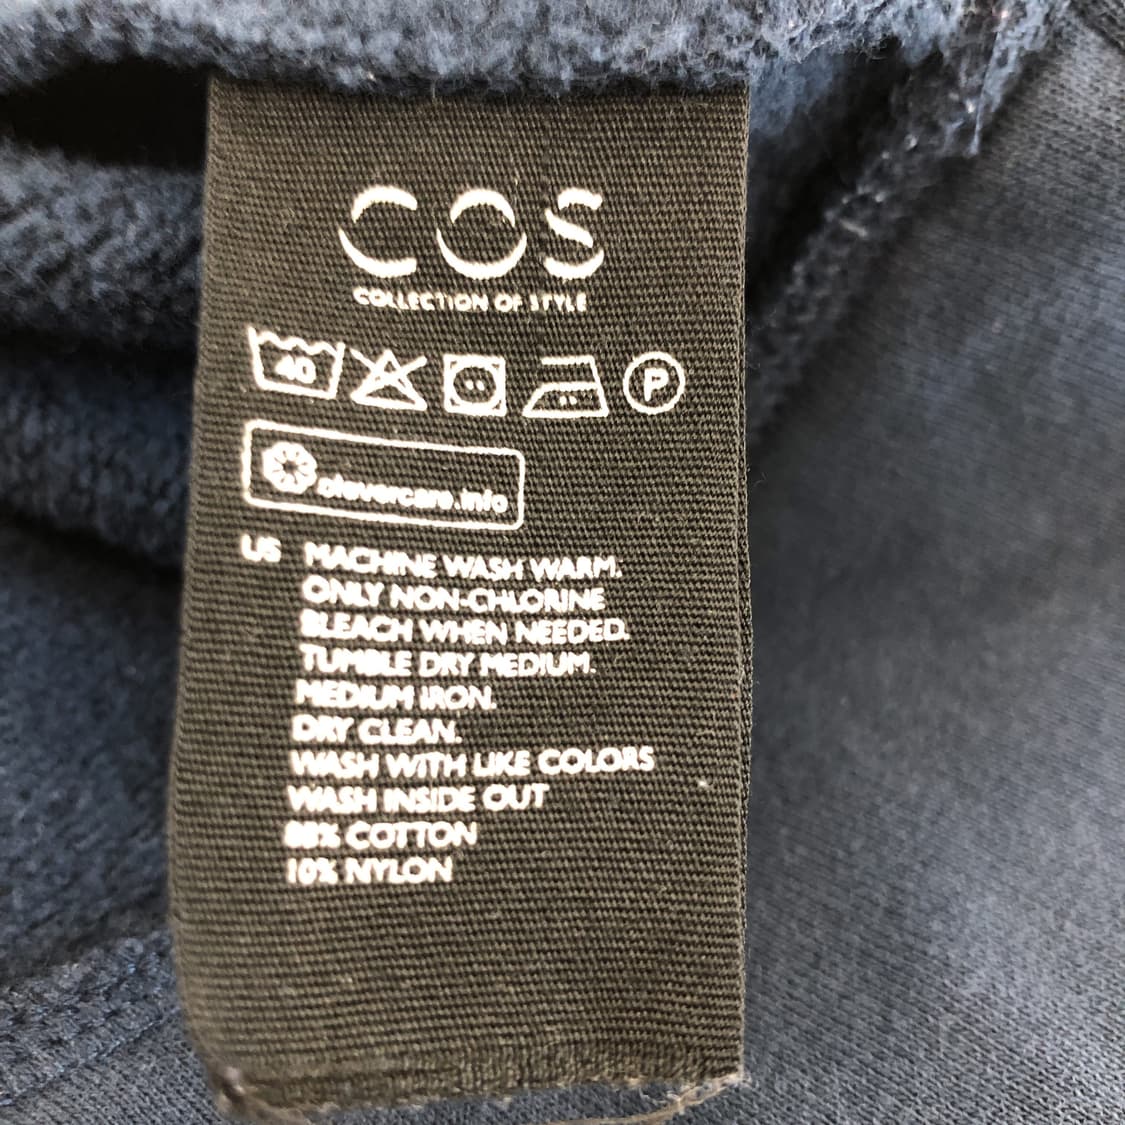 COS
COLLECTION OF STYLE
40
P
clevercare.info
US MACHINE WASH WARM.
ONLY NON-CHLORINE
BLEACH WHEN NEEDED.
TUMBLE DRY MEDIUM.
MEDIUM IRON.
DRY CLEAN.
WASH WITH LIKE COLORS
WASH INSIDE OUT
COTTON
10% NYLON